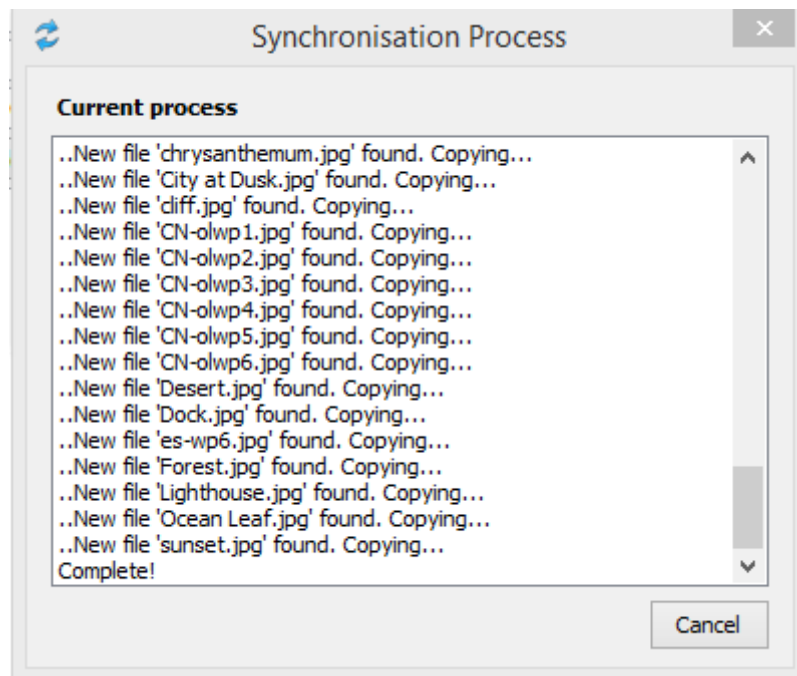 Synchronisation Process
Current process
..New file 'chrysanthemum.jpg' found. Copying...
..New file 'City at Dusk.jpg' found. Copying...
..New file 'cliff.jpg' found. Copying...
..New file 'CN-olwp1.jpg' found. Copying...
..New file 'CN-olwp2.jpg' found. Copying...
..New file 'CN-olwp3.jpg' found. Copying...
..New file 'CN-olwp4.jpg' found. Copying...
..New file 'CN-olwp5.jpg' found. Copying...
..New file 'CN-olwp6.jpg' found. Copying...
..New file 'Desert.jpg' found. Copying...
..New file 'Dock.jpg' found. Copying...
..New file 'es-wp6.jpg' found. Copying...
..New file 'Forest.jpg' found. Copying...
..New file 'Lighthouse.jpg' found. Copying...
..New file 'Ocean Leaf.jpg' found. Copying...
..New file 'sunset.jpg' found. Copying...
Complete!
Cancel